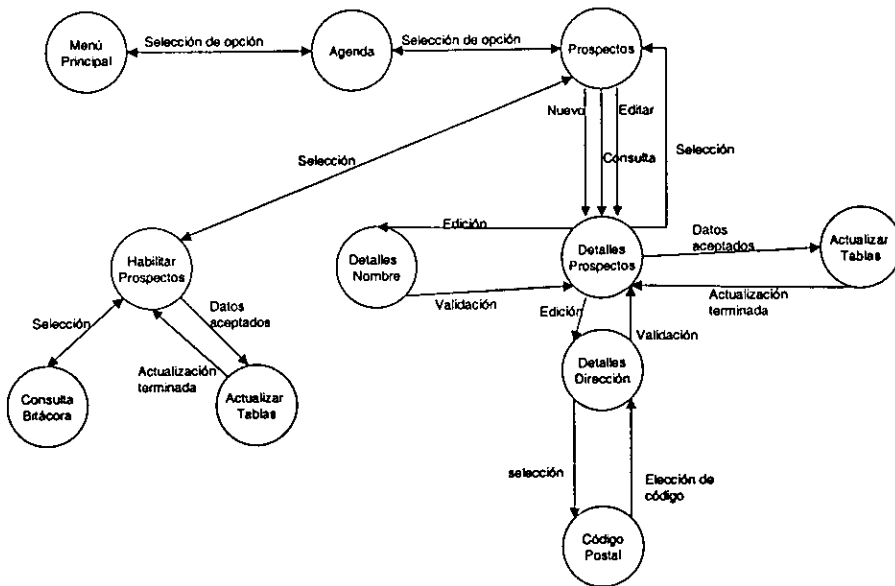 Menú
Principal
Selección de opción
Agenda
Selección de opción
Prospectos
Nuevo
Editar
Consulta
Selección
Selección
Edición
Habilitar
Prospectos
Detalles
Nombre
Detalles
Prospectos
Datos
aceptados
Actualizar
Tablas
Validación
Actualización
terminada
Edición
Validación
Selección
Datos
aceptados
Actualización
terminada
Consulta
Bitácora
Actualizar
Tablas
Detalles
Dirección
selección
Elección de
código
Código
Postal